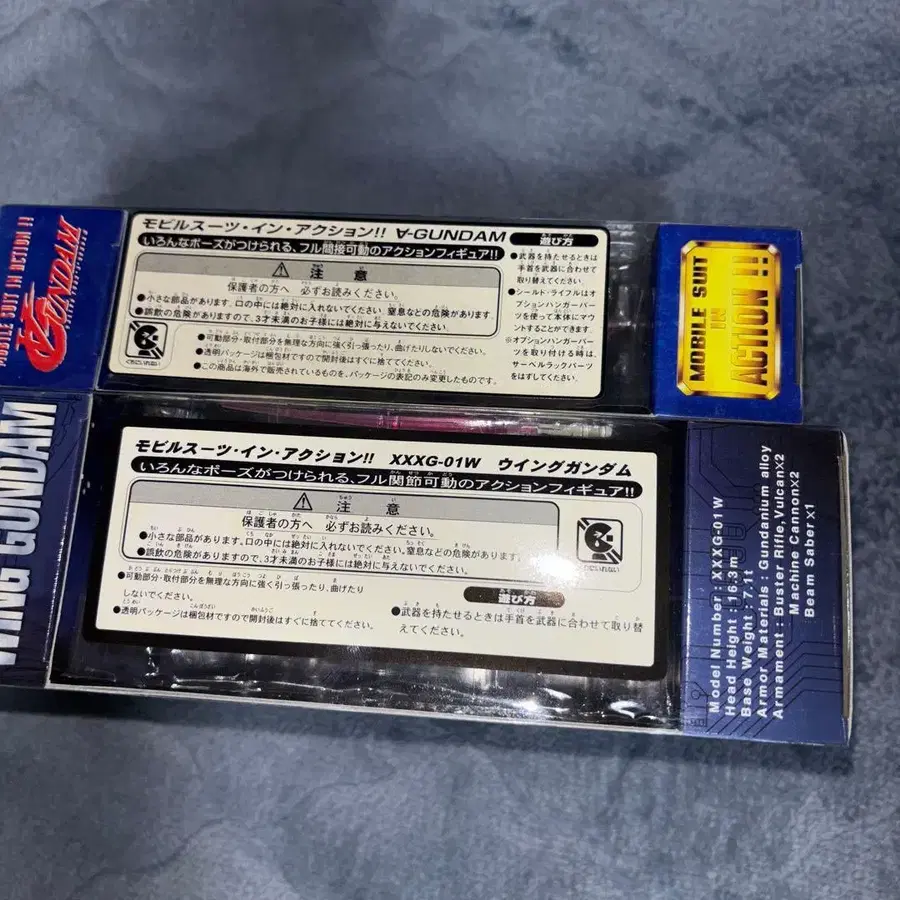 MOBILE SUIT IN ACTION !!
GUNDAM
モビルスーツ・イン・アクション!! ∀-GUNDAM
いろんなポーズがつけられる、フル間接可動のアクションフィギュア!!
⚠ 注意
保護者の方へ 必ずお読みください。
●小さな部品があります。口の中には絶対に入れないでください。窒息などの危険があります。
●誤飲の危険がありますので、3才未満のお子様には絶対に与えないでください。
●可動部分・取付部分を無理な方向に強く引っ張ったり、曲げたりしないでください。
●透明パッケージは梱包材ですので開封後はすぐに捨ててください。
●この商品は海外で販売されているものを、パッケージの表記のみ変更したものです。
遊び方
●武器を持たせるときは
手首を武器に合わせて
取り替えてください。
●シールド・ライフルはオ
プションハンガーパー
ツを使って本体にマウ
ントすることができます。
※オプションハンガーパー
ツを取り付ける時は、
サーベルラックパーツ
をはずしてください。
MOBILE SUIT
IN
ACTION !!
WING GUNDAM
モビルスーツ・イン・アクション!! XXXG-01W ウイングガンダム
いろんなポーズがつけられる、フル関節可動のアクションフィギュア!!
⚠ 注意
保護者の方へ 必ずお読みください。
●小さな部品があります。口の中には絶対に入れないでください。窒息などの危険があります。
●誤飲の危険がありますので、3才未満のお子様には絶対に与えないでください。
●可動部分・取付部分を無理な方向に強く引っ張ったり、曲げたり
しないでください。
●透明パッケージは梱包材ですので開封後はすぐに捨ててください。
遊び方
●武器を持たせるときは手首を武器に合わせて取り替
えてください。
Model Number : XXXG-01W
Head Height : 16.3m
Base Weight : 7.1t
Armor Materials : Gundanium alloy
Armament : Buster Rifle,Vulcan×2
Machine Cannon×2
Beam Saber×1